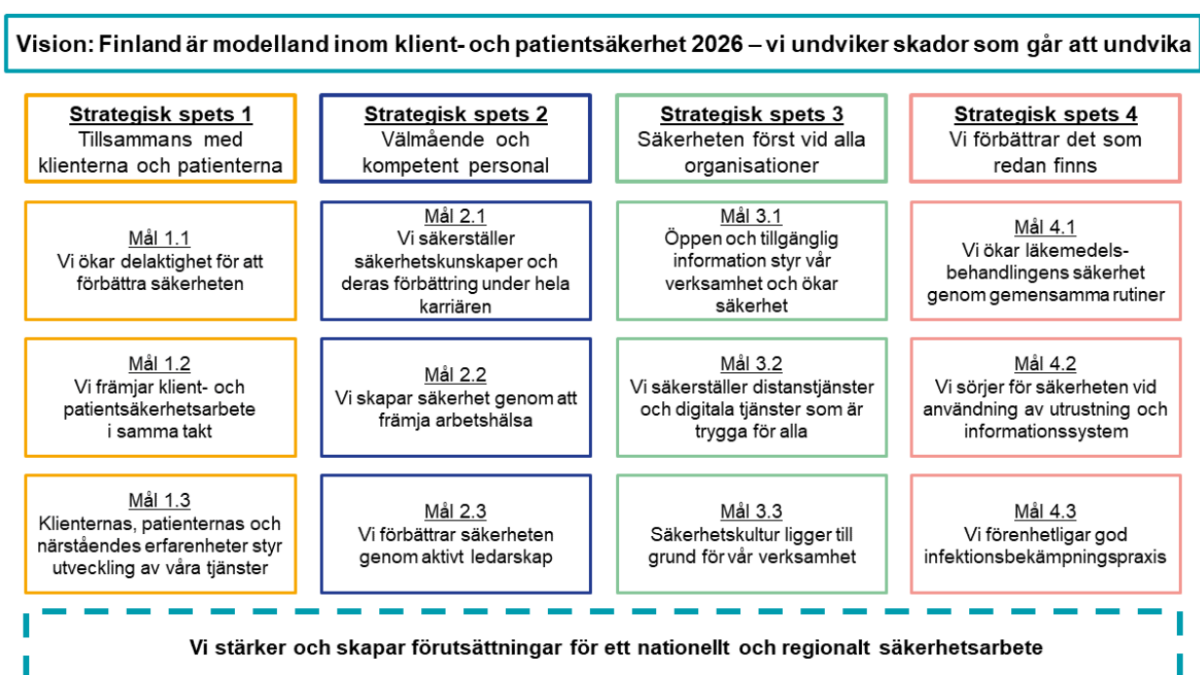 Vision: Finland är modelland inom klient- och patientsäkerhet 2026 – vi undviker skador som går att undvika
Strategisk spets 1
Tillsammans med
klienterna och patienterna
Mål 1.1
Vi ökar delaktighet för att
förbättra säkerheten
Mål 1.2
Vi främjar klient- och
patientsäkerhetsarbete
i samma takt
Mål 1.3
Klienternas, patienternas och
närståendes erfarenheter styr
utveckling av våra tjänster
Strategisk spets 2
Välmående och
kompetent personal
Mål 2.1
Vi säkerställer
säkerhetskunskaper och
deras förbättring under hela
karriären
Mål 2.2
Vi skapar säkerhet genom att
främja arbetshälsa
Mål 2.3
Vi förbättrar säkerheten
genom aktivt ledarskap
Strategisk spets 3
Säkerheten först vid alla
organisationer
Mål 3.1
Öppen och tillgänglig
information styr vår
verksamhet och ökar
säkerhet
Mål 3.2
Vi säkerställer distanstjänster
och digitala tjänster som är
trygga för alla
Mål 3.3
Säkerhetskultur ligger till
grund för vår verksamhet
Strategisk spets 4
Vi förbättrar det som
redan finns
Mål 4.1
Vi ökar läkemedels-
behandlingens säkerhet
genom gemensamma rutiner
Mål 4.2
Vi sörjer för säkerheten vid
användning av utrustning och
informationssystem
Mål 4.3
Vi förenhetligar god
infektionsbekämpningspraxis
Vi stärker och skapar förutsättningar för ett nationellt och regionalt säkerhetsarbete